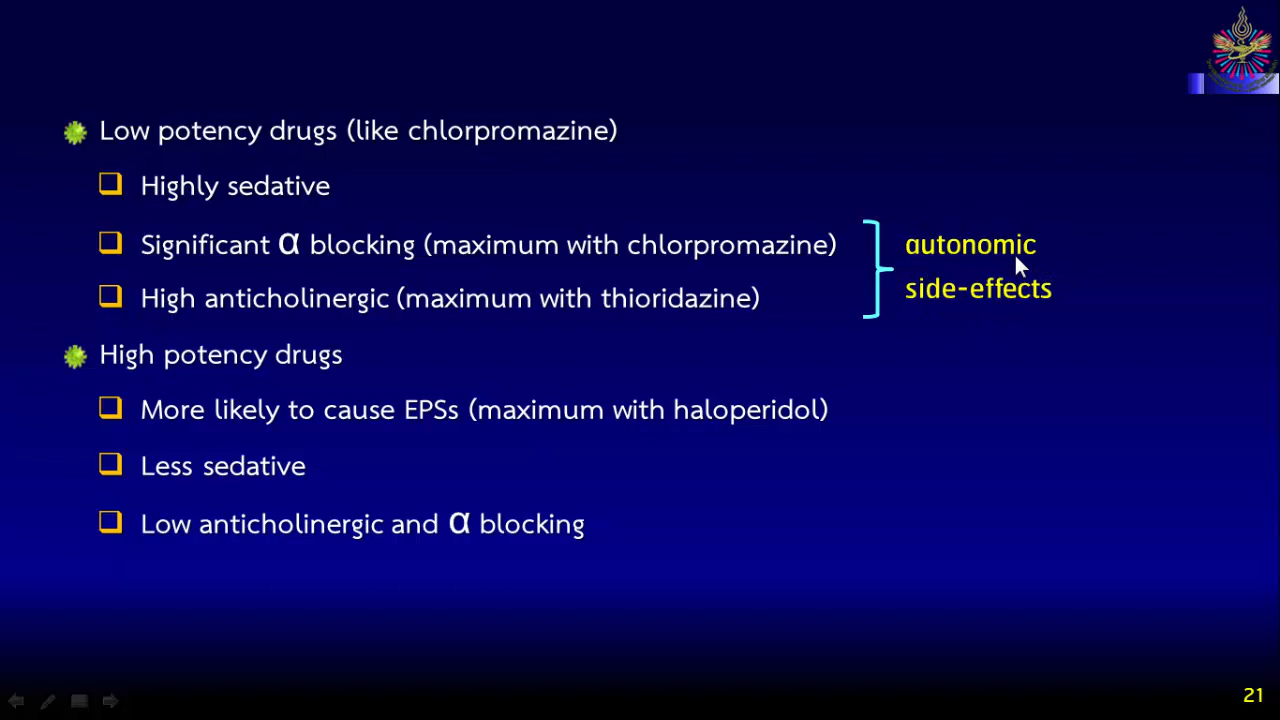 Low potency drugs (like chlorpromazine)
Highly sedative
Significant α blocking (maximum with chlorpromazine)
High anticholinergic (maximum with thioridazine)
autonomic
side-effects
High potency drugs
More likely to cause EPSs (maximum with haloperidol)
Less sedative
Low anticholinergic and α blocking
21